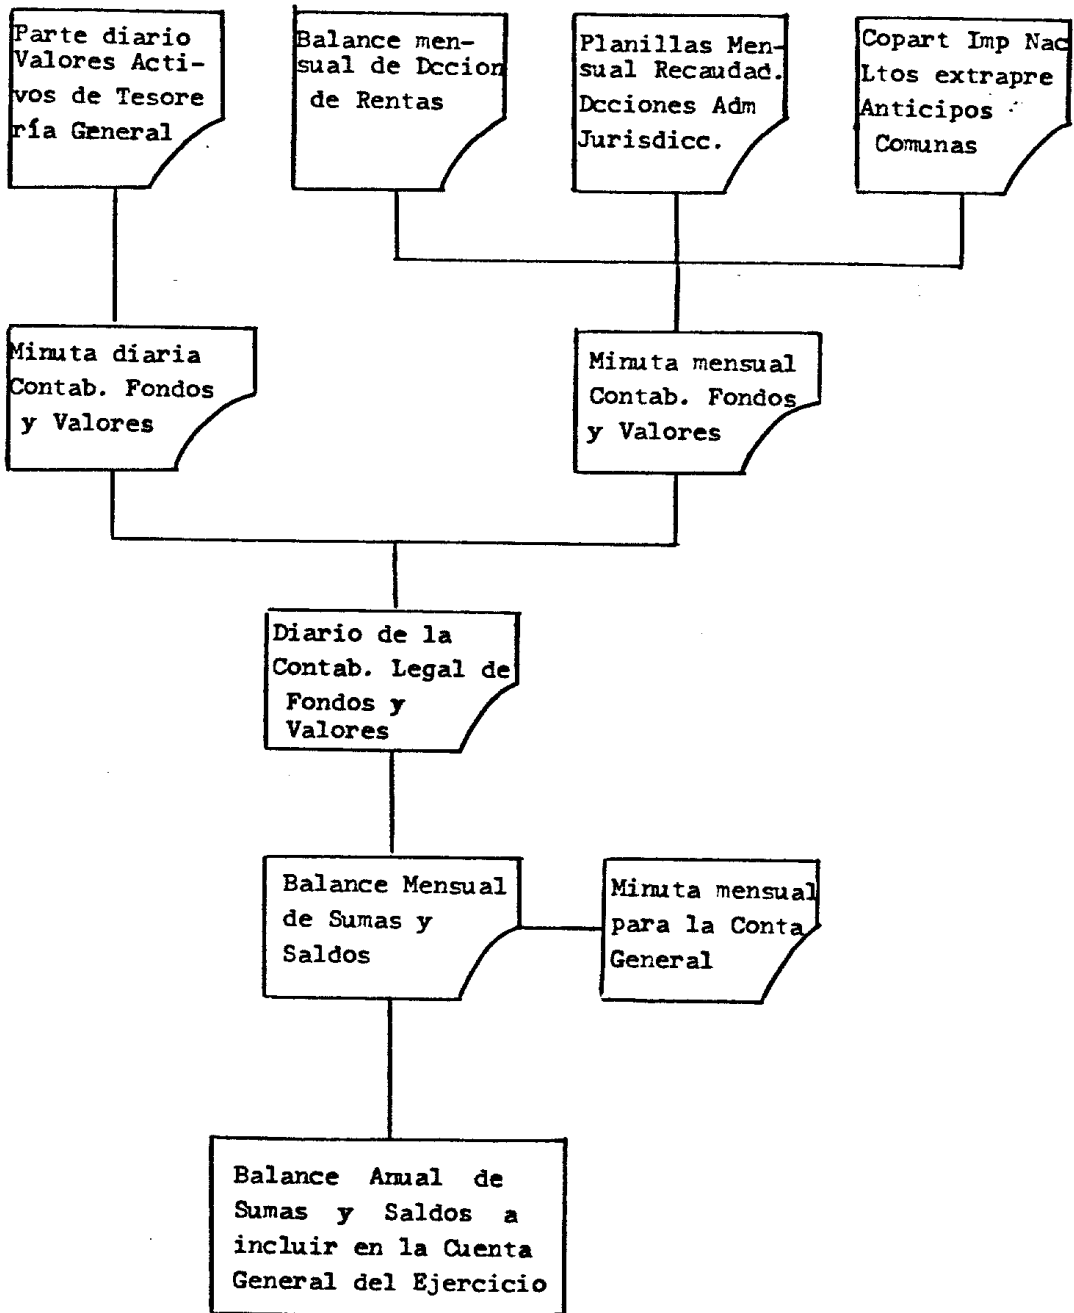 Parte diario
Valores Acti-
vos de Tesore
ría General
Balance men-
sual de Dccion
de Rentas
Planillas Men-
sual Recaudad.
Dcciones Adm
Jurisdicc.
Copart Imp Nac
Ltos extrapre
Anticipos
Comunas
Minuta diaria
Contab. Fondos
y Valores
Minuta mensual
Contab. Fondos
y Valores
Diario de la
Contab. Legal de
Fondos y
Valores
Balance Mensual
de Sumas y
Saldos
Minuta mensual
para la Conta
General
Balance Anual de
Sumas y Saldos a
incluir en la Cuenta
General del Ejercicio